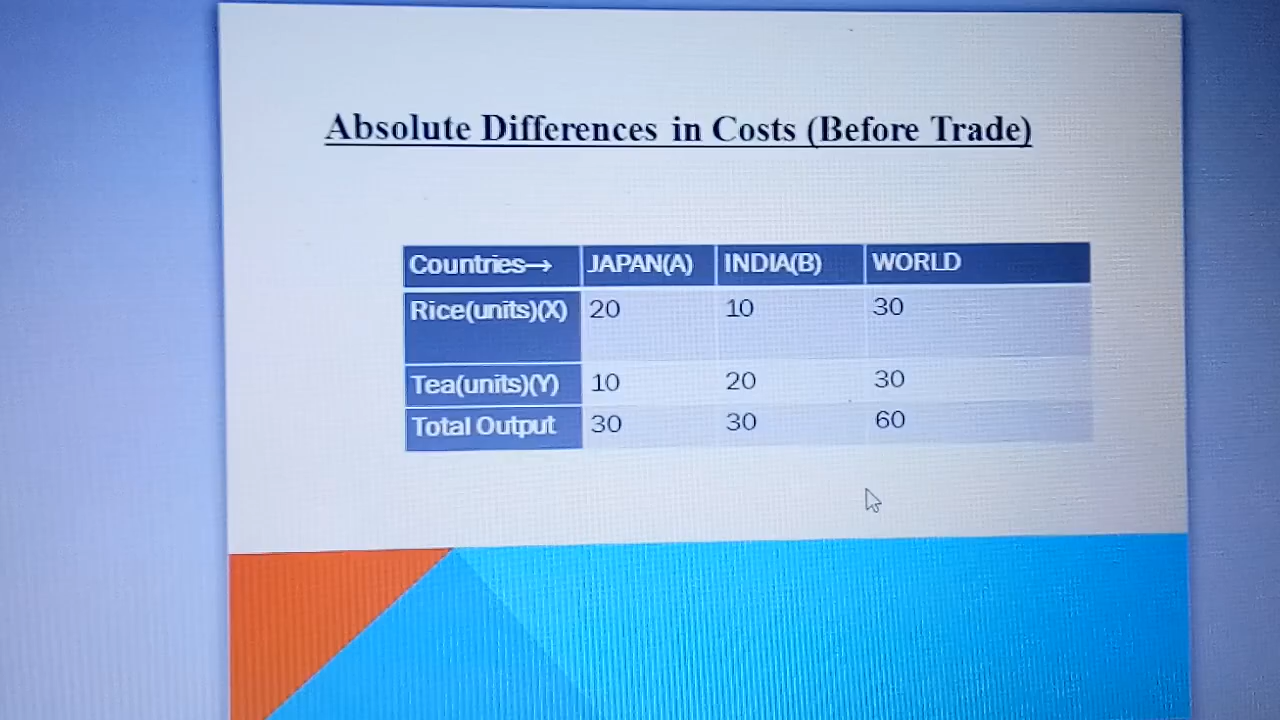 Absolute Differences in Costs (Before Trade)
Countries→ JAPAN(A) INDIA(B) WORLD
Rice(units)(X) 20 10 30
Tea(units)(Y) 10 20 30
Total Output 30 30 60